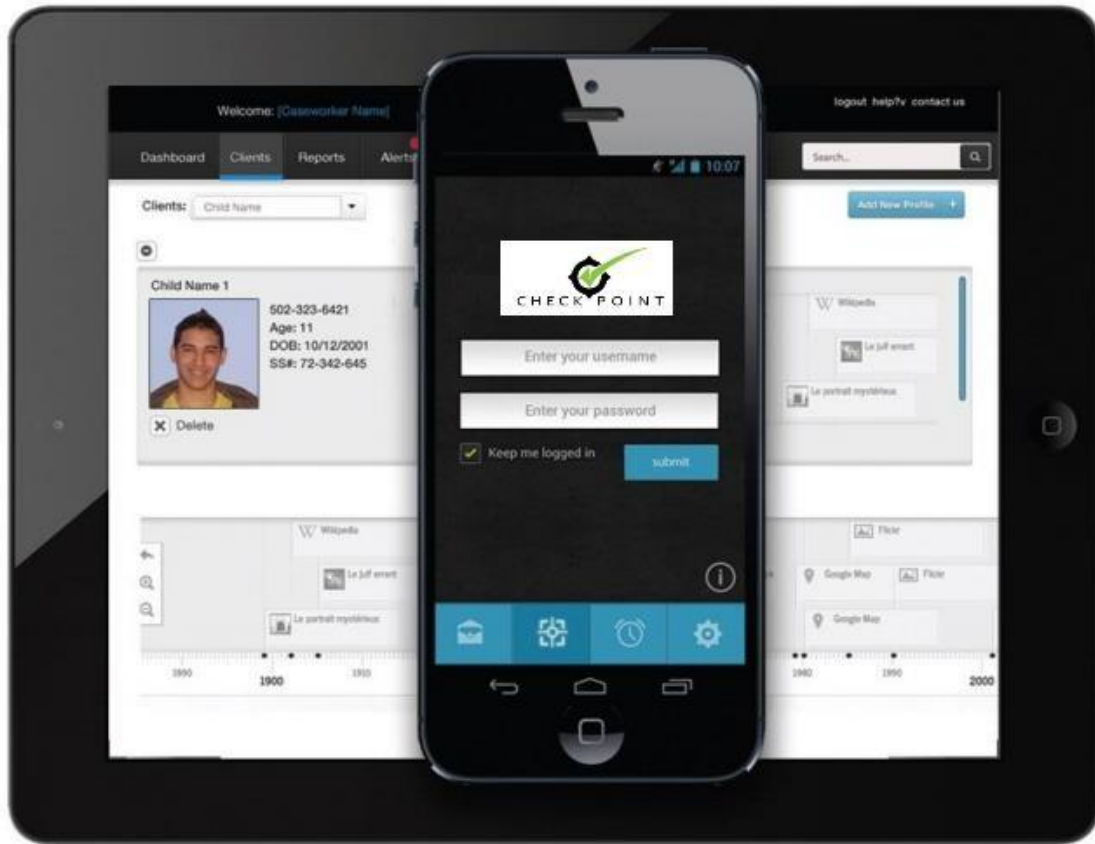 Welcome: [Caseworker Name]
logout help?v contact us
Dashboard Clients Reports Alerts
Search...
Clients: Child Name
Add New Profile +
Child Name 1
502-323-6421
Age: 11
DOB: 10/12/2001
SS#: 72-342-645
Delete
Wikipedia
Le juif errant
Le portrait mystérieux
10:07
CHECK POINT
Enter your username
Enter your password
Keep me logged in
submit
Wikipedia
Le juif errant
Le portrait mystérieux
Flickr
Google Map Flickr
Google Map
1890 1900 1910
1980 1990 2000